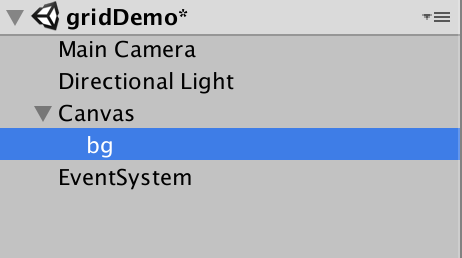 gridDemo*
Main Camera
Directional Light
Canvas
bg
EventSystem